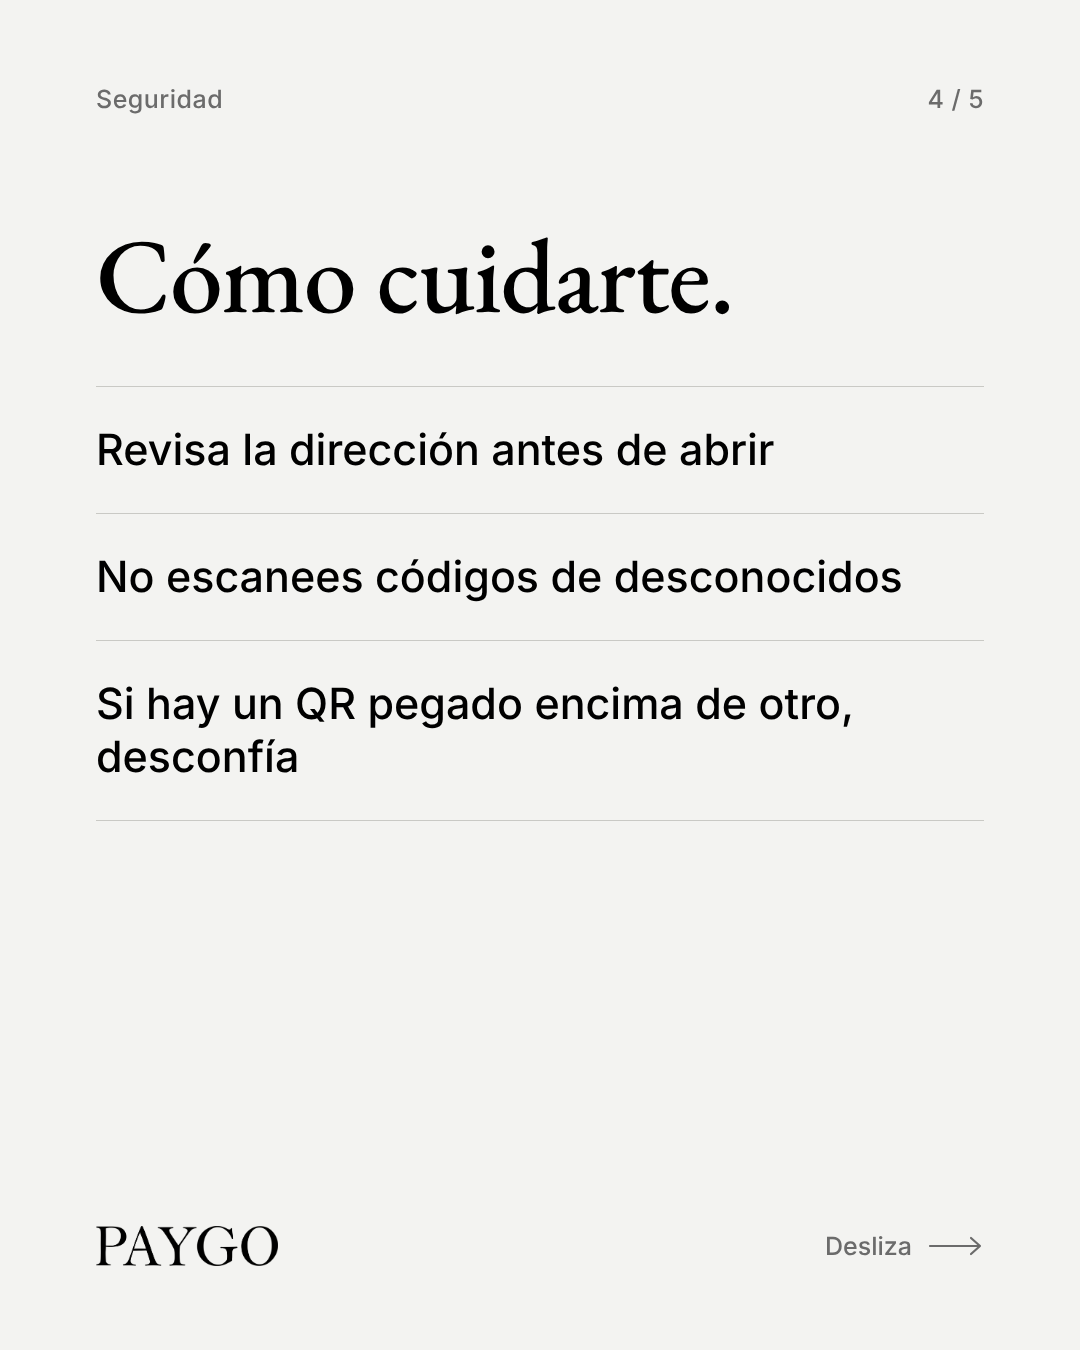 Seguridad
4 / 5
Cómo cuidarte.
Revisa la dirección antes de abrir
No escanees códigos de desconocidos
Si hay un QR pegado encima de otro,
desconfía
PAYGO
Desliza